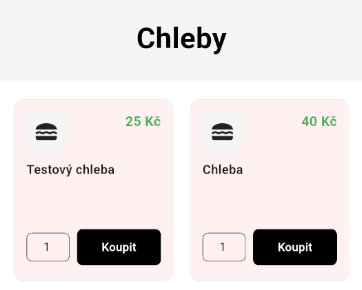 Chleby
25 Kč
Testový chleba
1
Koupit
40 Kč
Chleba
1
Koupit